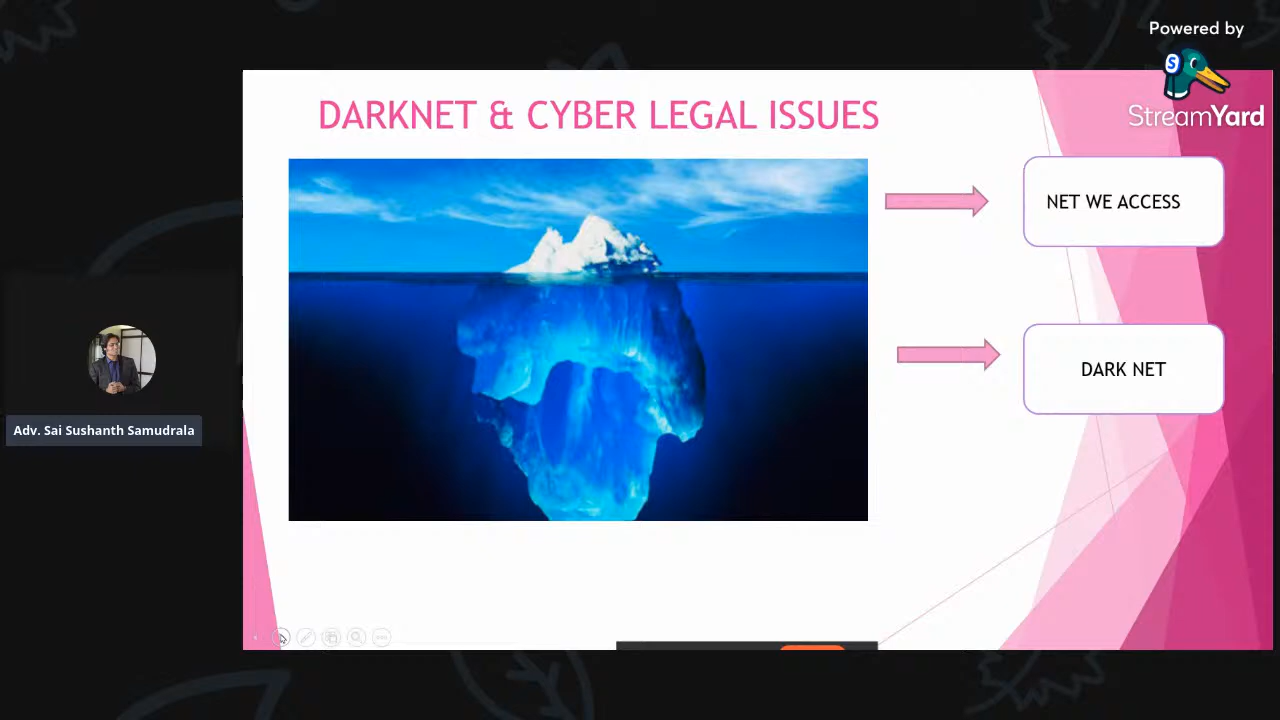 Powered by
StreamYard
DARKNET & CYBER LEGAL ISSUES
NET WE ACCESS
DARK NET
Adv. Sai Sushanth Samudrala